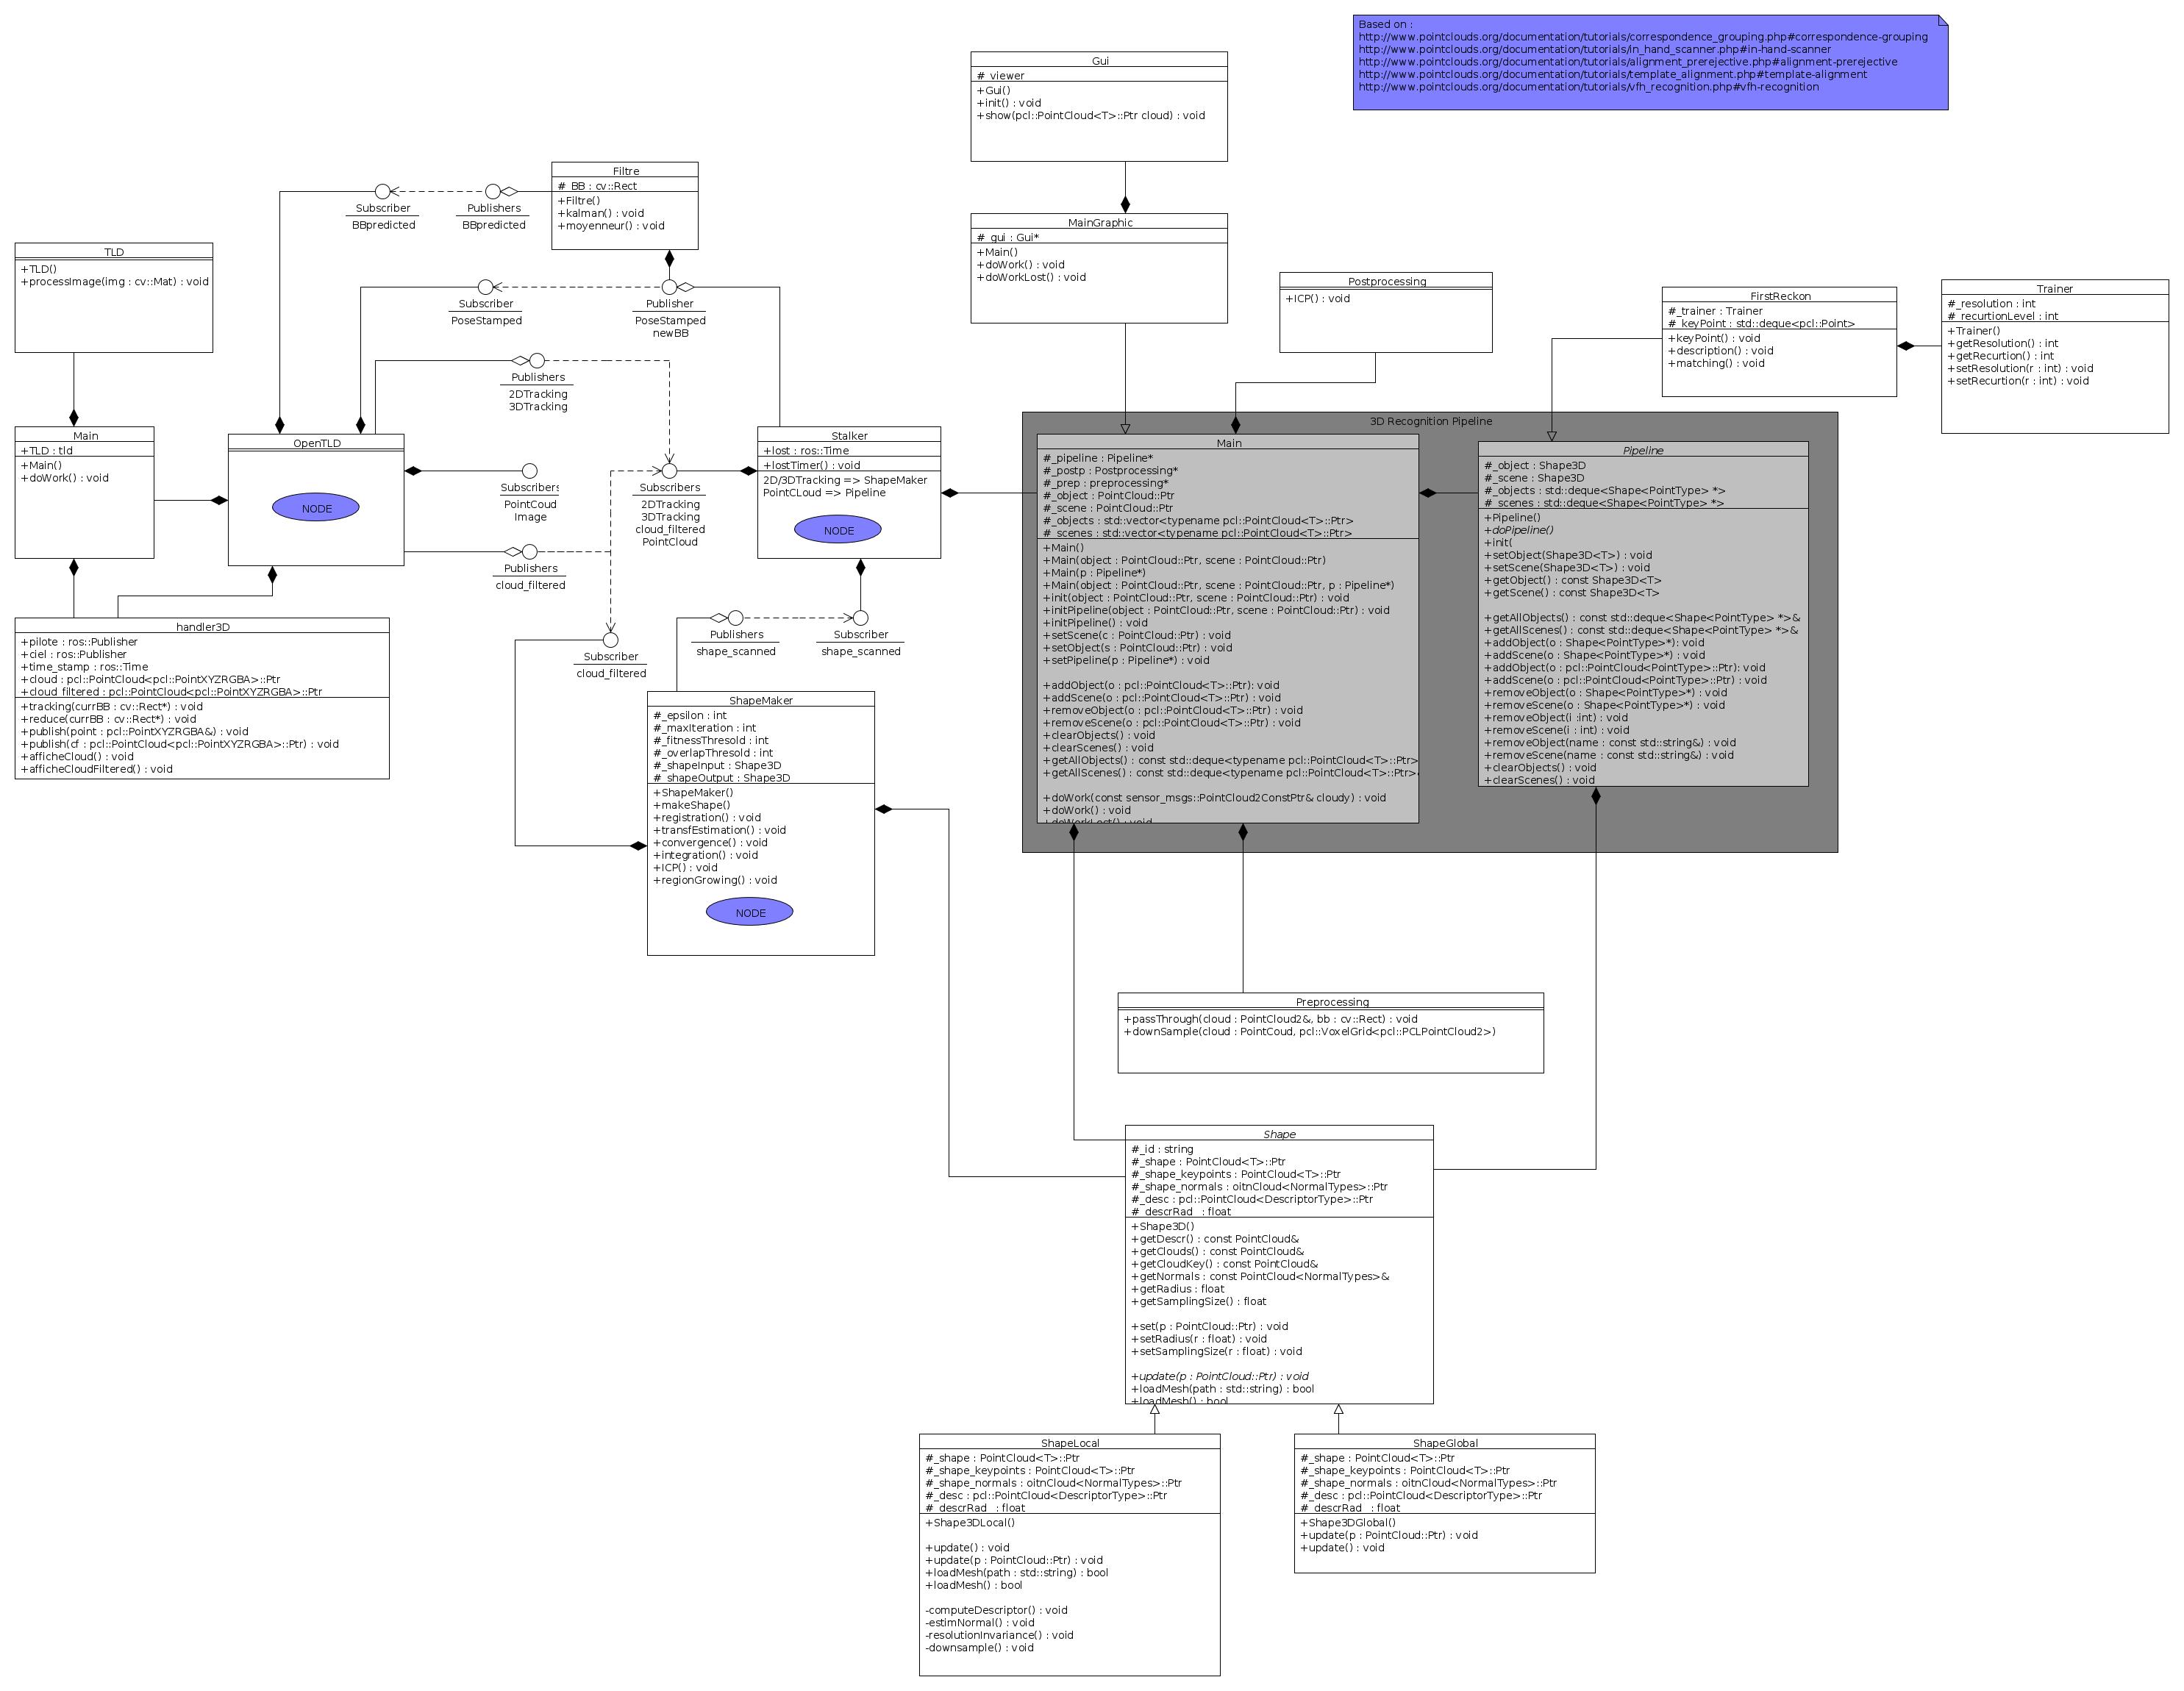 Based on :
http://www.pointclouds.org/documentation/tutorials/correspondence_grouping.php#correspondence-grouping
http://www.pointclouds.org/documentation/tutorials/in_hand_scanner.php#in-hand-scanner
http://www.pointclouds.org/documentation/tutorials/alignment_prerejective.php#alignment-prerejective
http://www.pointclouds.org/documentation/tutorials/template_alignment.php#template-alignment
http://www.pointclouds.org/documentation/tutorials/vfh_recognition.php#vfh-recognition
Gui
#_viewer
+Gui()
+init() : void
+show(pcl::PointCloud<T>::Ptr cloud) : void
Filtre
#_BB : cv::Rect
+Filtre()
+kalman() : void
+moyenneur() : void
Subscriber
BBpredicted
Publishers
BBpredicted
MainGraphic
#_gui : Gui*
+Main()
+doWork() : void
+doWorkLost() : void
TLD
+TLD()
+processImage(img : cv::Mat) : void
Subscriber
PoseStamped
Publisher
PoseStamped
newBB
Postprocessing
+ICP() : void
FirstReckon
#_trainer : Trainer
#_keyPoint : std::deque<pcl::Point>
+keyPoint() : void
+description() : void
+matching() : void
Trainer
#_resolution : int
#_recurtionLevel : int
+Trainer()
+getResolution() : int
+getRecurtion() : int
+setResolution(r : int) : void
+setRecurtion(r : int) : void
Publishers
2DTracking
3DTracking
Main
+TLD : tld
+Main()
+doWork() : void
OpenTLD
NODE
Subscribers
PointCoud
Image
Subscribers
2DTracking
3DTracking
cloud_filtered
PointCloud
Stalker
+lost : ros::Time
+lostTimer() : void
2D/3DTracking => ShapeMaker
PointCLoud => Pipeline
NODE
Publishers
cloud_filtered
3D Recognition Pipeline
Main
#_pipeline : Pipeline*
#_postp : Postprocessing*
#_prep : preprocessing*
#_object : PointCloud::Ptr
#_scene : PointCloud::Ptr
#_objects : std::vector<typename pcl::PointCloud<T>::Ptr>
#_scenes : std::vector<typename pcl::PointCloud<T>::Ptr>
+Main()
+Main(object : PointCloud::Ptr, scene : PointCloud::Ptr)
+Main(p : Pipeline*)
+Main(object : PointCloud::Ptr, scene : PointCloud::Ptr, p : Pipeline*)
+init(object : PointCloud::Ptr, scene : PointCloud::Ptr) : void
+initPipeline(object : PointCloud::Ptr, scene : PointCloud::Ptr) : void
+initPipeline() : void
+setScene(c : PointCloud::Ptr) : void
+setObject(s : PointCloud::Ptr) : void
+setPipeline(p : Pipeline*) : void
+addObject(o : pcl::PointCloud<T>::Ptr): void
+addScene(o : pcl::PointCloud<T>::Ptr) : void
+removeObject(o : pcl::PointCloud<T>::Ptr) : void
+removeScene(o : pcl::PointCloud<T>::Ptr) : void
+clearObjects() : void
+clearScenes() : void
+getAllObjects() : const std::deque<typename pcl::PointCloud<T>::Ptr>
+getAllScenes() : const std::deque<typename pcl::PointCloud<T>::Ptr>
+doWork(const sensor_msgs::PointCloud2ConstPtr& cloudy) : void
+doWork() : void
+doWorkLost() : void
Pipeline
#_object : Shape3D
#_scene : Shape3D
#_objects : std::deque<Shape<PointType> *>
#_scenes : std::deque<Shape<PointType> *>
+Pipeline()
+doPipeline()
+init(
+setObject(Shape3D<T>) : void
+setScene(Shape3D<T>) : void
+getObject() : const Shape3D<T>
+getScene() : const Shape3D<T>
+getAllObjects() : const std::deque<Shape<PointType> *>&
+getAllScenes() : const std::deque<Shape<PointType> *>&
+addObject(o : Shape<PointType>*): void
+addScene(o : Shape<PointType>*) : void
+addObject(o : pcl::PointCloud<PointType>::Ptr): void
+addScene(o : pcl::PointCloud<PointType>::Ptr) : void
+removeObject(o : Shape<PointType>*) : void
+removeScene(o : Shape<PointType>*) : void
+removeObject(i :int) : void
+removeScene(i : int) : void
+removeObject(name : const std::string&) : void
+removeScene(name : const std::string&) : void
+clearObjects() : void
+clearScenes() : void
handler3D
+pilote : ros::Publisher
+ciel : ros::Publisher
+time_stamp : ros::Time
+cloud : pcl::PointCloud<pcl::PointXYZRGBA>::Ptr
+cloud_filtered : pcl::PointCloud<pcl::PointXYZRGBA>::Ptr
+tracking(currBB : cv::Rect*) : void
+reduce(currBB : cv::Rect*) : void
+publish(point : pcl::PointXYZRGBA&) : void
+publish(cf : pcl::PointCloud<pcl::PointXYZRGBA>::Ptr) : void
+afficheCloud() : void
+afficheCloudFiltered() : void
Subscriber
cloud_filtered
Publishers
shape_scanned
Subscriber
shape_scanned
ShapeMaker
#_epsilon : int
#_maxIteration : int
#_fitnessThresold : int
#_overlapThresold : int
#_shapeInput : Shape3D
#_shapeOutput : Shape3D
+ShapeMaker()
+makeShape()
+registration() : void
+transfEstimation() : void
+convergence() : void
+integration() : void
+ICP() : void
+regionGrowing() : void
NODE
Preprocessing
+passThrough(cloud : PointCloud2&, bb : cv::Rect) : void
+downSample(cloud : PointCoud, pcl::VoxelGrid<pcl::PCLPointCloud2>)
Shape
#_id : string
#_shape : PointCloud<T>::Ptr
#_shape_keypoints : PointCloud<T>::Ptr
#_shape_normals : oitnCloud<NormalTypes>::Ptr
#_desc : pcl::PointCloud<DescriptorType>::Ptr
#_descrRad_ : float
+Shape3D()
+getDescr() : const PointCloud&
+getClouds() : const PointCloud&
+getCloudKey() : const PointCloud&
+getNormals : const PointCloud<NormalTypes>&
+getRadius : float
+getSamplingSize() : float
+set(p : PointCloud::Ptr) : void
+setRadius(r : float) : void
+setSamplingSize(r : float) : void
+update(p : PointCloud::Ptr) : void
+loadMesh(path : std::string) : bool
+loadMesh() : bool
ShapeLocal
#_shape : PointCloud<T>::Ptr
#_shape_keypoints : PointCloud<T>::Ptr
#_shape_normals : oitnCloud<NormalTypes>::Ptr
#_desc : pcl::PointCloud<DescriptorType>::Ptr
#_descrRad_ : float
+Shape3DLocal()
+update() : void
+update(p : PointCloud::Ptr) : void
+loadMesh(path : std::string) : bool
+loadMesh() : bool
-computeDescriptor() : void
-estimNormal() : void
-resolutionInvariance() : void
-downsample() : void
ShapeGlobal
#_shape : PointCloud<T>::Ptr
#_shape_keypoints : PointCloud<T>::Ptr
#_shape_normals : oitnCloud<NormalTypes>::Ptr
#_desc : pcl::PointCloud<DescriptorType>::Ptr
#_descrRad_ : float
+Shape3DGlobal()
+update(p : PointCloud::Ptr) : void
+update() : void